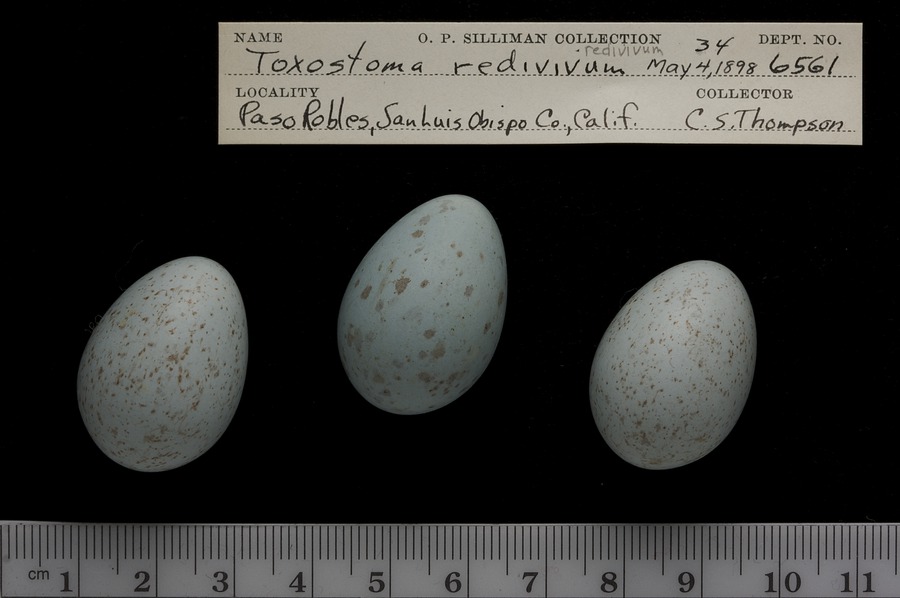 NAME O. P. SILLIMAN COLLECTION 34 DEPT. NO.
redivivum
Toxostoma redivivum May 4, 1898 6561
LOCALITY COLLECTOR
Paso Robles, San Luis Obispo Co., Calif. C. S. Thompson
cm 1 2 3 4 5 6 7 8 9 10 11